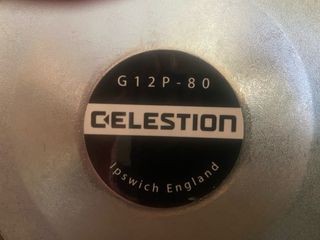 G12P-80
CELESTION
Ipswich England